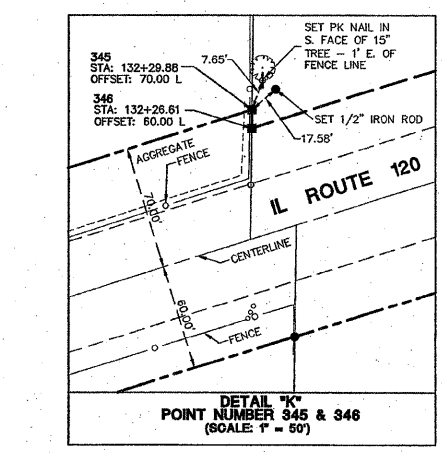 SET PK NAIL IN
S. FACE OF 15"
TREE - 1' E. OF
FENCE LINE
7.65'
345
STA: 132+29.88
OFFSET: 70.00 L
346
STA: 132+26.61
OFFSET: 60.00 L
SET 1/2" IRON ROD
17.58'
AGGREGATE
FENCE
70.00'
IL ROUTE 120
CENTERLINE
60.00'
FENCE
DETAIL "K"
POINT NUMBER 345 & 346
(SCALE: 1" = 50')